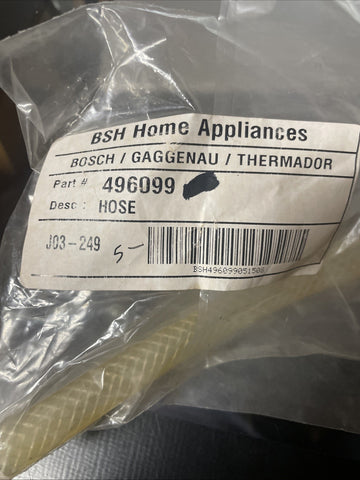 BSH Home Appliances
BOSCH / GAGGENAU / THERMADOR
Part #  496099
Desc :  HOSE
J03-249
5-
BSH496099051508